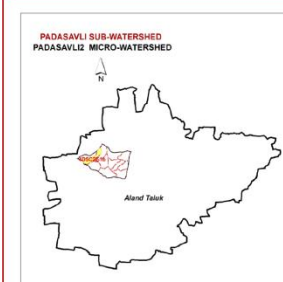 PADASAVLI SUB-WATERSHED
PADASAVLI2 MICRO-WATERSHED
N
Aland Taluk